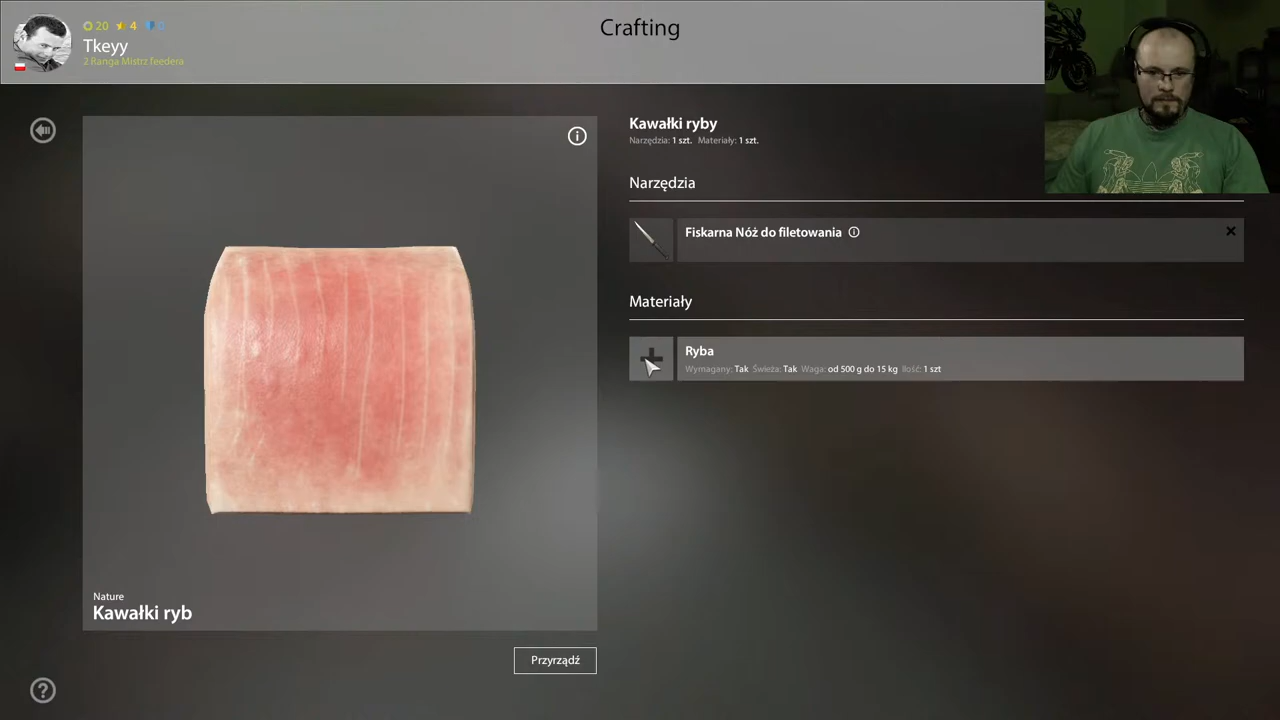 20 4 0
Tkeyy
2 Ranga Mistrz feedera
Crafting
Kawałki ryby
Narzędzia: 1 szt. Materiały: 1 szt.
Narzędzia
Fiskarna Nóż do filetowania
Materiały
Ryba
Wymagany: Tak Świeża: Tak Waga: od 500 g do 15 kg Ilość: 1 szt
Nature
Kawałki ryb
Przyrządź